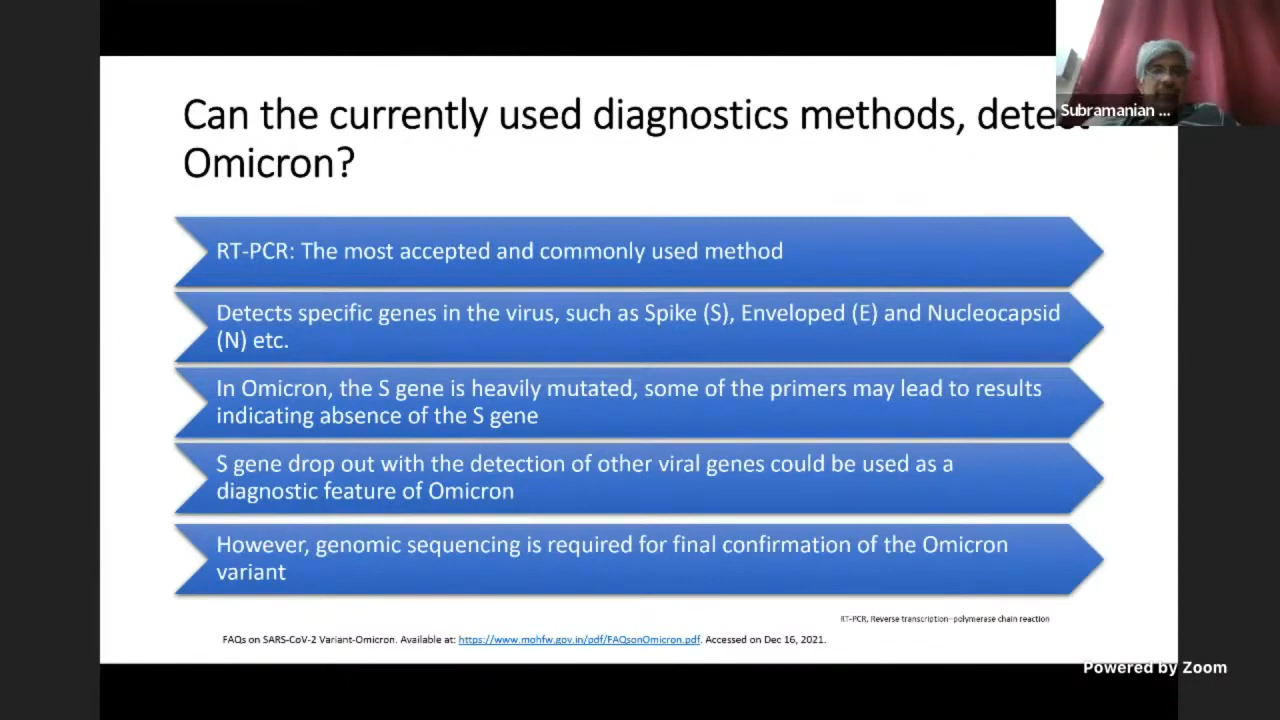 Can the currently used diagnostics methods, detect
Omicron?
Subramanian ...
RT-PCR: The most accepted and commonly used method
Detects specific genes in the virus, such as Spike (S), Enveloped (E) and Nucleocapsid
(N) etc.
In Omicron, the S gene is heavily mutated, some of the primers may lead to results
indicating absence of the S gene
S gene drop out with the detection of other viral genes could be used as a
diagnostic feature of Omicron
However, genomic sequencing is required for final confirmation of the Omicron
variant
RT-PCR, Reverse transcription–polymerase chain reaction
FAQs on SARS-CoV-2 Variant-Omicron. Available at: https://www.mohfw.gov.in/pdf/FAQsonOmicron.pdf. Accessed on Dec 16, 2021.
Powered by Zoom